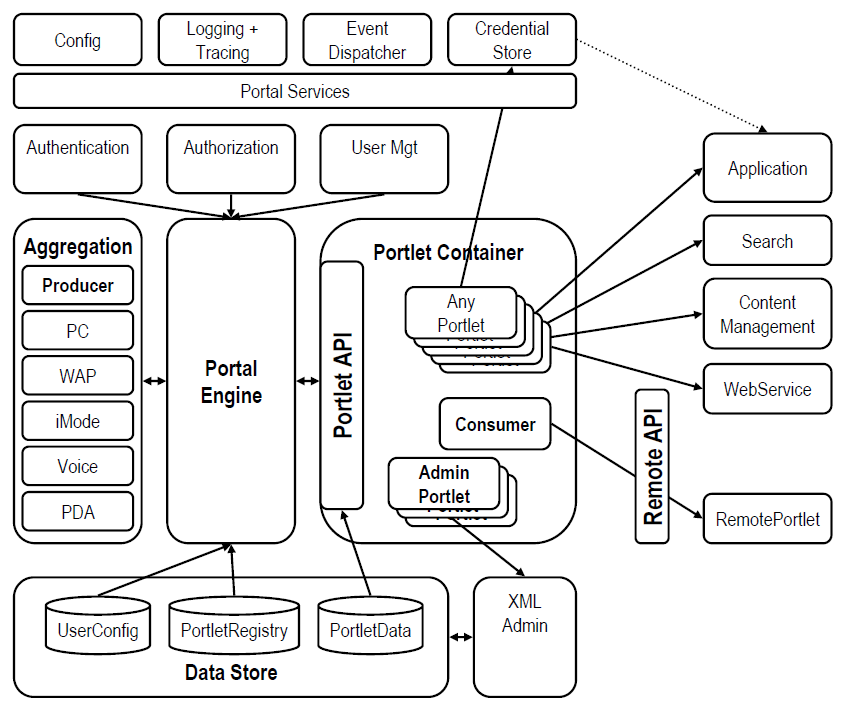 Config
Logging +
Tracing
Event
Dispatcher
Credential
Store
Portal Services
Authentication
Authorization
User Mgt
Application
Aggregation
Producer
PC
WAP
iMode
Voice
PDA
Portal
Engine
Portlet Container
Portlet API
Any
Portlet
Consumer
Admin
Portlet
Search
Content
Management
WebService
Remote API
RemotePortlet
UserConfig
PortletRegistry
PortletData
Data Store
XML
Admin